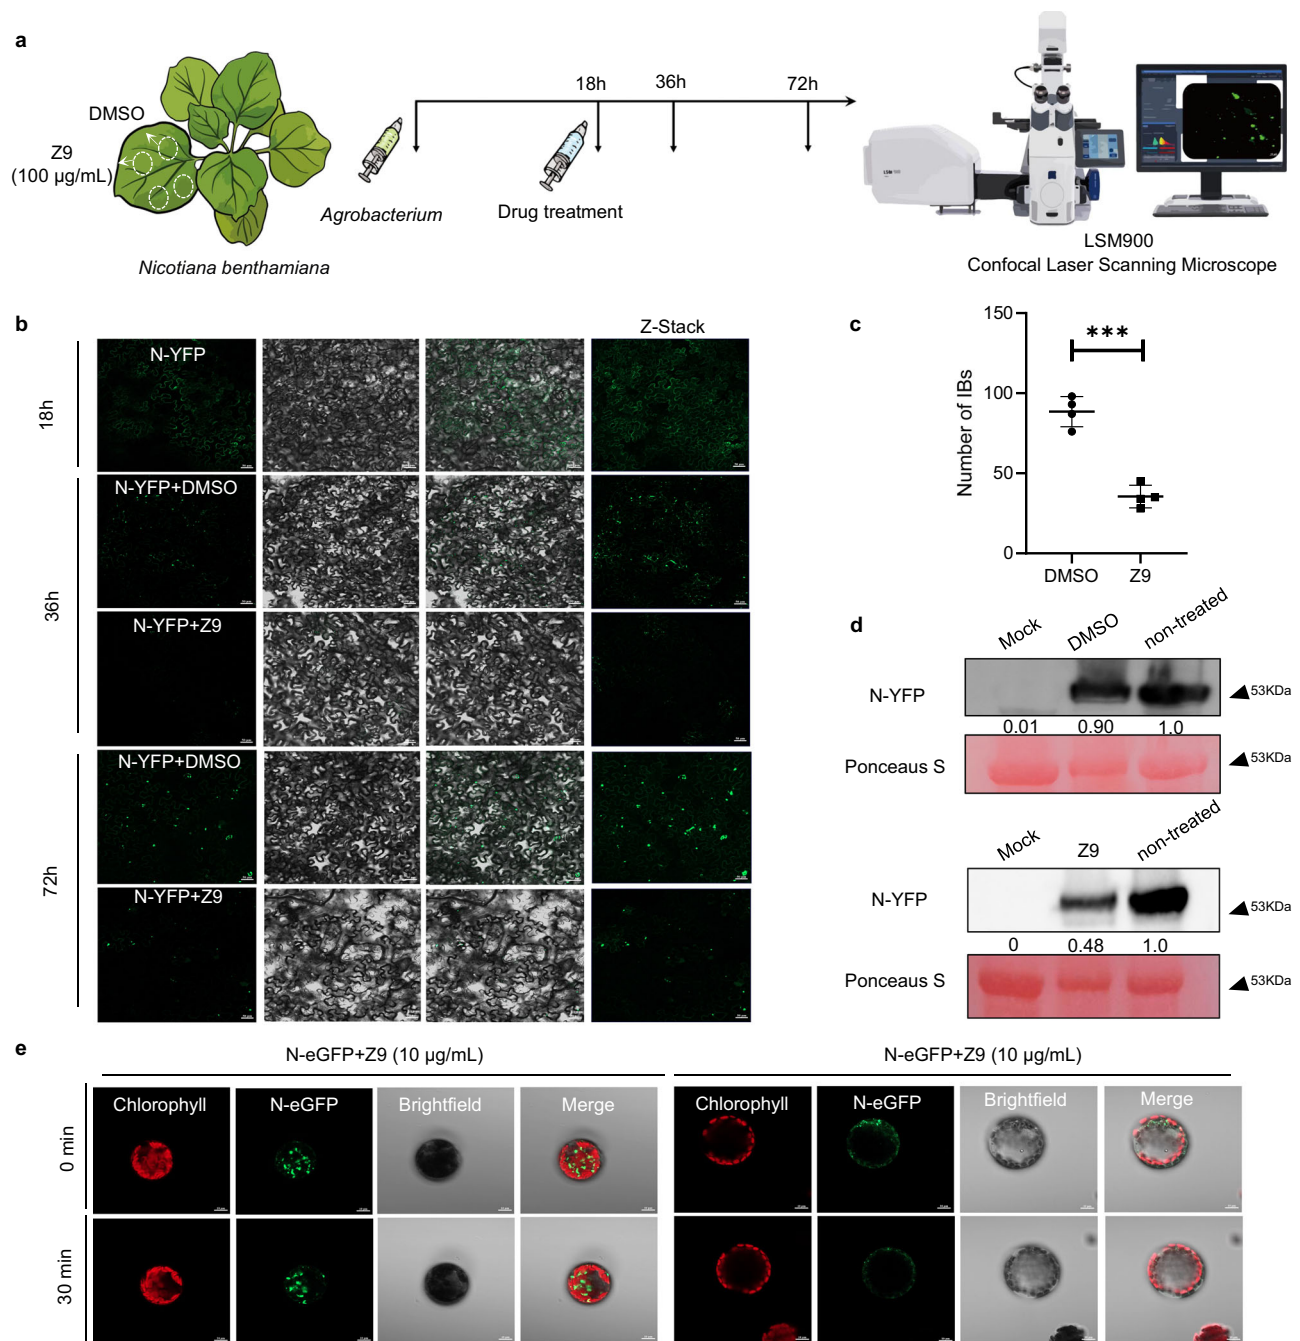 a
DMSO
Z9
(100 µg/mL)
Nicotiana benthamiana
Agrobacterium
Drug treatment
18h
36h
72h
LSM900
Confocal Laser Scanning Microscope
b
Z-Stack
18h
N-YFP
36h
N-YFP+DMSO
N-YFP+Z9
72h
N-YFP+DMSO
N-YFP+Z9
c
Number of IBs
150
100
50
0
***
DMSO
Z9
d
Mock
DMSO
non-treated
N-YFP
53KDa
0.01
0.90
1.0
Ponceaus S
53KDa
Mock
Z9
non-treated
N-YFP
53KDa
0
0.48
1.0
Ponceaus S
53KDa
e
N-eGFP+Z9 (10 µg/mL)
N-eGFP+Z9 (10 µg/mL)
0 min
Chlorophyll
N-eGFP
Brightfield
Merge
Chlorophyll
N-eGFP
Brightfield
Merge
30 min